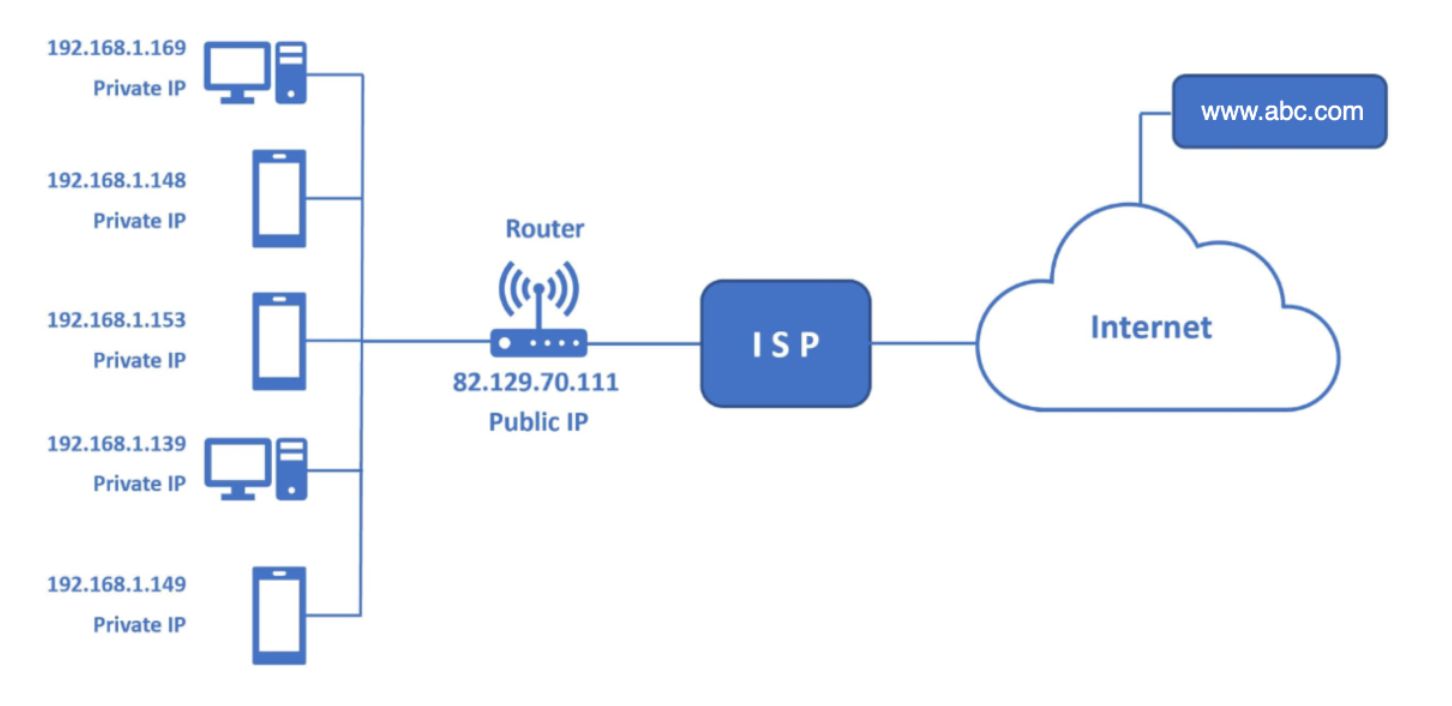 192.168.1.169
Private IP
192.168.1.148
Private IP
192.168.1.153
Private IP
192.168.1.139
Private IP
192.168.1.149
Private IP
Router
82.129.70.111
Public IP
I S P
Internet
www.abc.com